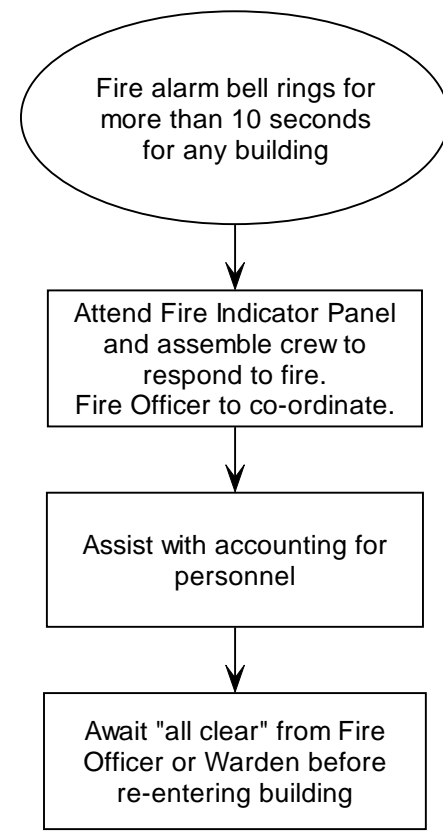 Fire alarm bell rings for
more than 10 seconds
for any building
Attend Fire Indicator Panel
and assemble crew to
respond to fire.
Fire Officer to co-ordinate.
Assist with accounting for
personnel
Await "all clear" from Fire
Officer or Warden before
re-entering building